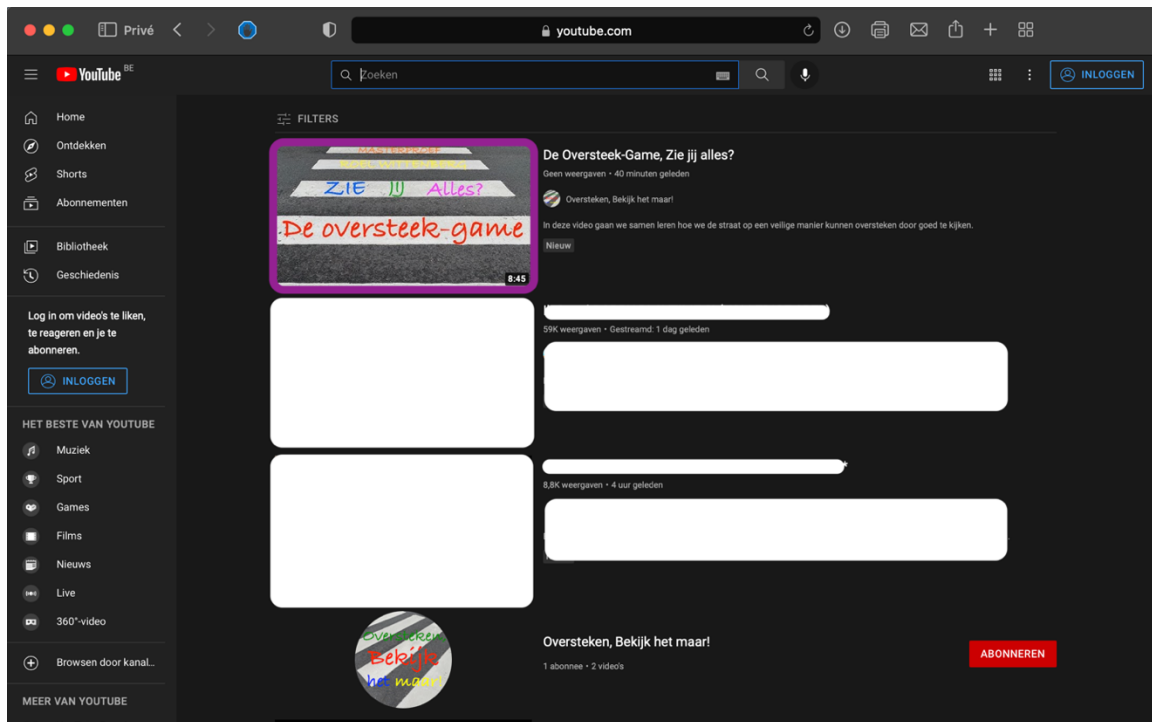 Privé
youtube.com
YouTube BE
Zoeken
INLOGGEN
Home
Ontdekken
Shorts
Abonnementen
Bibliotheek
Geschiedenis
Log in om video's te liken,
te reageren en je te
abonneren.
INLOGGEN
HET BESTE VAN YOUTUBE
Muziek
Sport
Games
Films
Nieuws
Live
360°-video
Browsen door kanal...
MEER VAN YOUTUBE
FILTERS
MASTERPROEF
ROEL WITTENBERG
ZIE JIJ Alles?
De oversteek-game
8:45
De Oversteek-Game, Zie jij alles?
Geen weergaven • 40 minuten geleden
Oversteken, Bekijk het maar!
In deze video gaan we samen leren hoe we de straat op een veilige manier kunnen oversteken door goed te kijken.
Nieuw
59K weergaven • Gestreamd: 1 dag geleden
8,8K weergaven • 4 uur geleden
Oversteken,
Bekijk
het maar!
Oversteken, Bekijk het maar!
1 abonnee • 2 video's
ABONNEREN